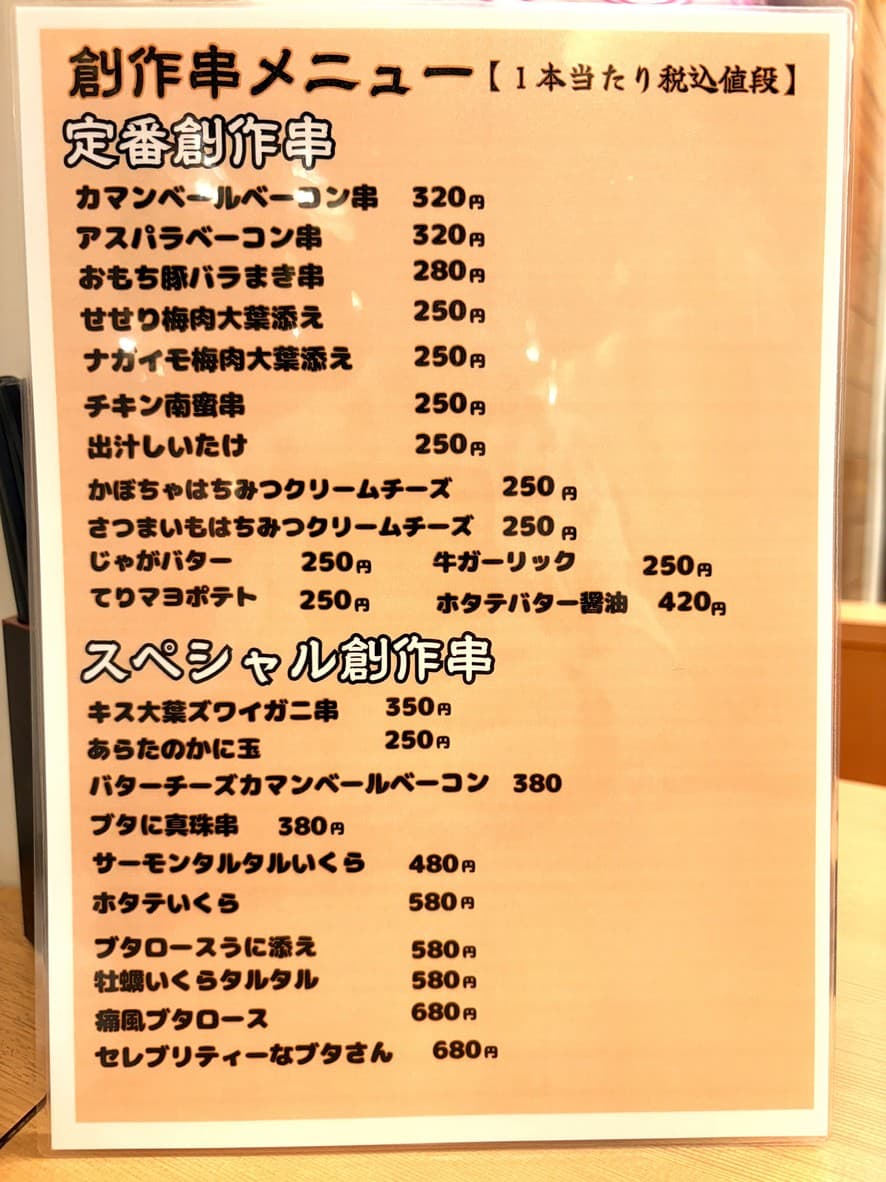 創作串メニュー【１本当たり税込値段】
定番創作串
カマンベールベーコン串 320円
アスパラベーコン串 320円
おもち豚バラまき串 280円
せせり梅肉大葉添え 250円
ナガイモ梅肉大葉添え 250円
チキン南蜜串 250円
出汁しいたけ 250円
かぼちゃはちみつクリームチーズ 250円
さつまいもはちみつクリームチーズ 250円
じゃがバター 250円 牛ガーリック 250円
てりマヨポテト 250円 ホタテバター醤油 420円
スペシャル創作串
キス大葉ズワイガニ串 350円
あらたのかに玉 250円
バターチーズカマンベールベーコン 380
ブタに真珠串 380円
サーモンタルタルいくら 480円
ホタテいくら 580円
ブタロースうに添え 580円
牡蠣いくらタルタル 580円
痛風ブタロース 680円
セレブリティーなブタさん 680円